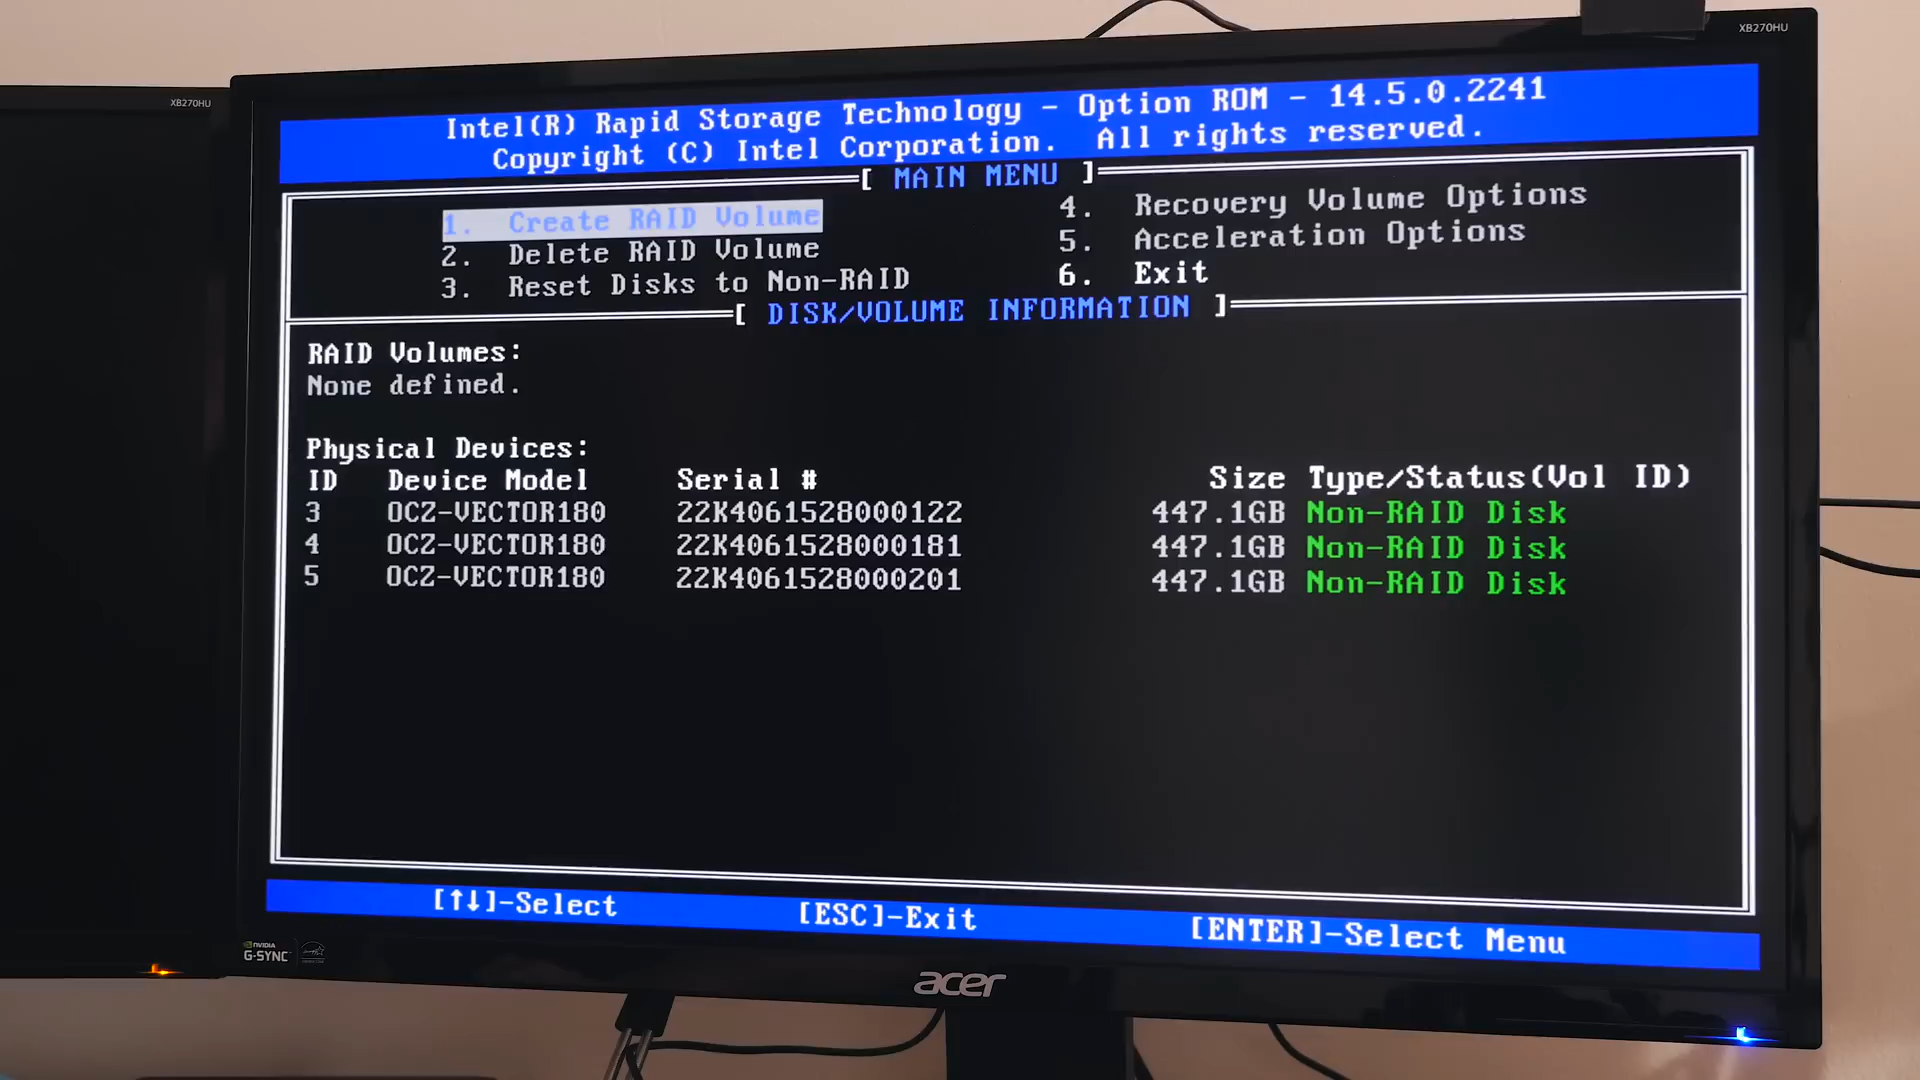 XB270HU
XB270HU
Intel(R) Rapid Storage Technology - Option ROM - 14.5.0.2241
Copyright (C) Intel Corporation. All rights reserved.
[ MAIN MENU ]
1. Create RAID Volume
2. Delete RAID Volume
3. Reset Disks to Non-RAID
4. Recovery Volume Options
5. Acceleration Options
6. Exit
[ DISK/VOLUME INFORMATION ]
RAID Volumes:
None defined.
Physical Devices:
ID Device Model Serial # Size Type/Status(Vol ID)
3 OCZ-VECTOR180 22K4061528000122 447.1GB Non-RAID Disk
4 OCZ-VECTOR180 22K4061528000181 447.1GB Non-RAID Disk
5 OCZ-VECTOR180 22K4061528000201 447.1GB Non-RAID Disk
[↑↓]-Select [ESC]-Exit [ENTER]-Select Menu
NVIDIA
G-SYNC
acer